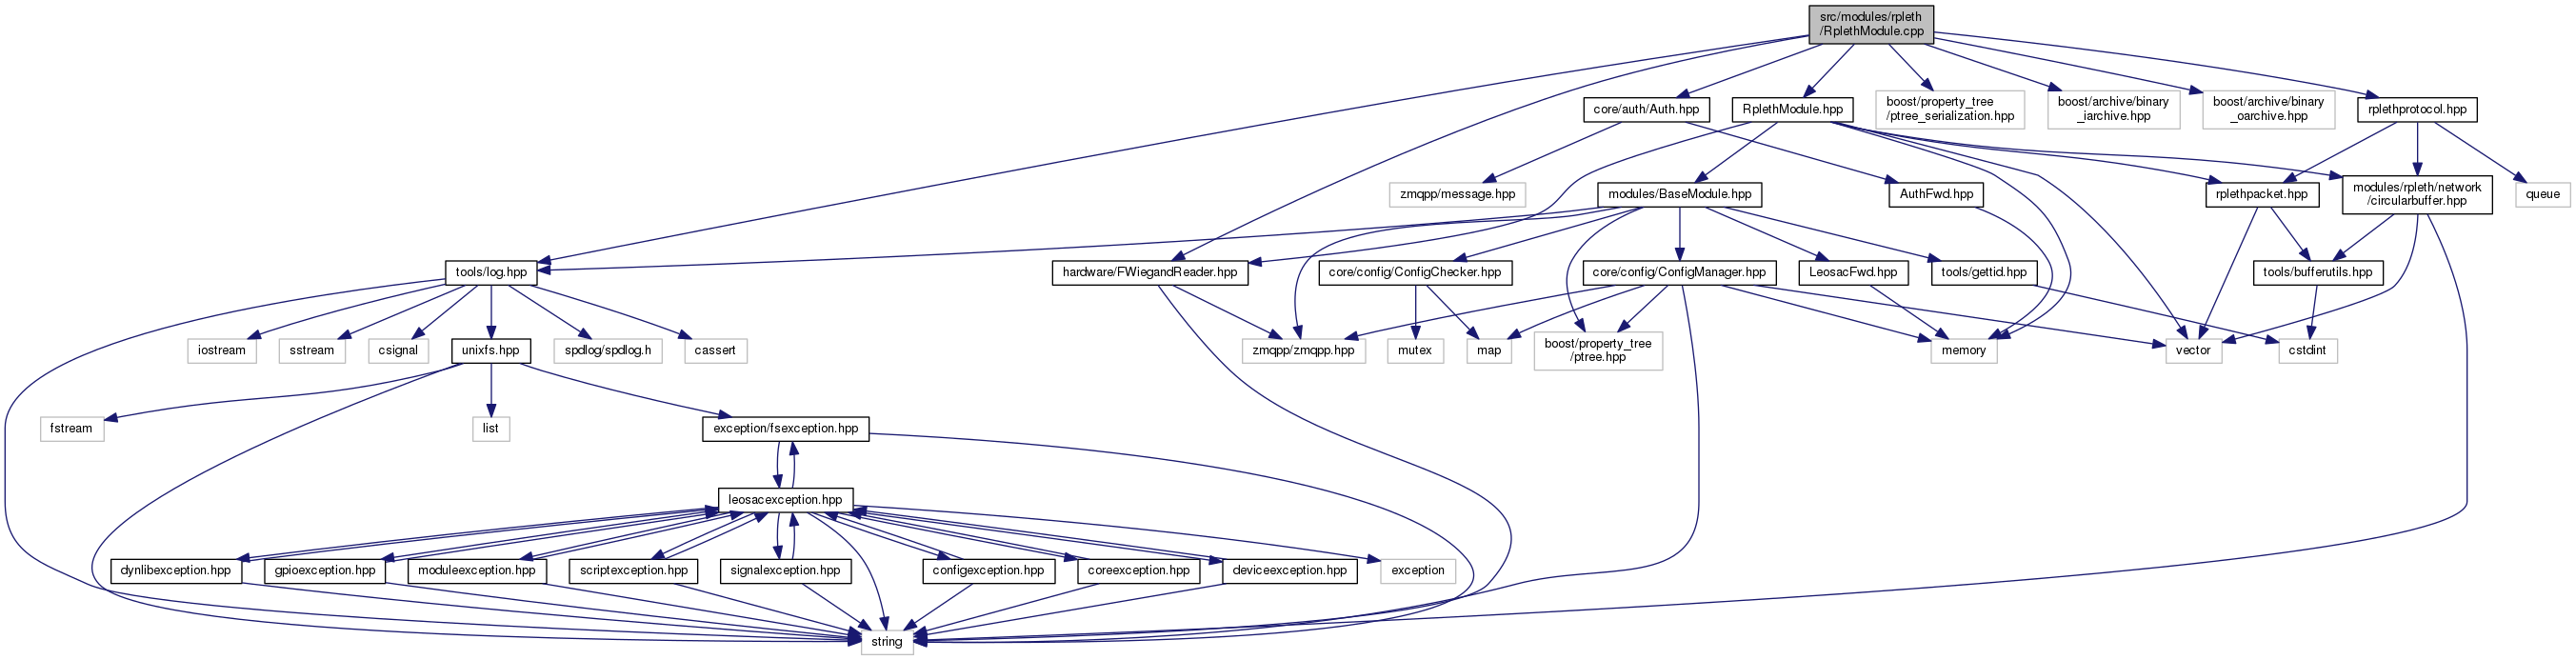 src/modules/rpleth
/RplethModule.cpp
core/auth/Auth.hpp
RplethModule.hpp
boost/property_tree
/ptree_serialization.hpp
boost/archive/binary
_iarchive.hpp
boost/archive/binary
_oarchive.hpp
rplethprotocol.hpp
zmqpp/message.hpp
modules/BaseModule.hpp
AuthFwd.hpp
rplethpacket.hpp
modules/rpleth/network
/circularbuffer.hpp
queue
tools/log.hpp
hardware/FWiegandReader.hpp
core/config/ConfigChecker.hpp
core/config/ConfigManager.hpp
LeosacFwd.hpp
tools/gettid.hpp
tools/bufferutils.hpp
iostream
sstream
csignal
unixfs.hpp
spdlog/spdlog.h
cassert
zmqpp/zmqpp.hpp
mutex
map
boost/property_tree
/ptree.hpp
memory
vector
cstdint
fstream
list
exception/fsexception.hpp
leosacexception.hpp
dynlibexception.hpp
gpioexception.hpp
moduleexception.hpp
scriptexception.hpp
signalexception.hpp
configexception.hpp
coreexception.hpp
deviceexception.hpp
exception
string